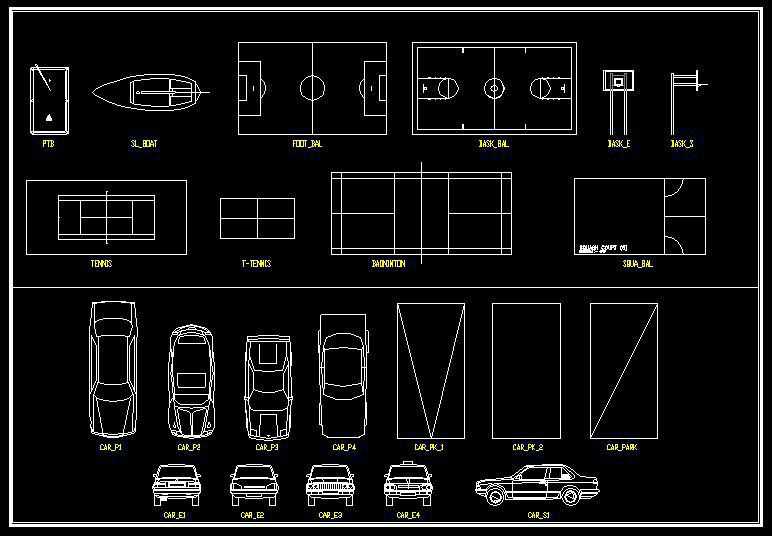 PTB SL_BOAT FOOT_BAL BASK_BAL BASK_E BASK_S
SQUASH COURT (S)
TENNIS T-TENNIS BADMINTON SQUA_BAL
CAR_P1 CAR_P2 CAR_P3 CAR_P4 CAR_PK_1 CAR_PK_2 CAR_PARK
CAR_E1 CAR_E2 CAR_E3 CAR_E4 CAR_S1